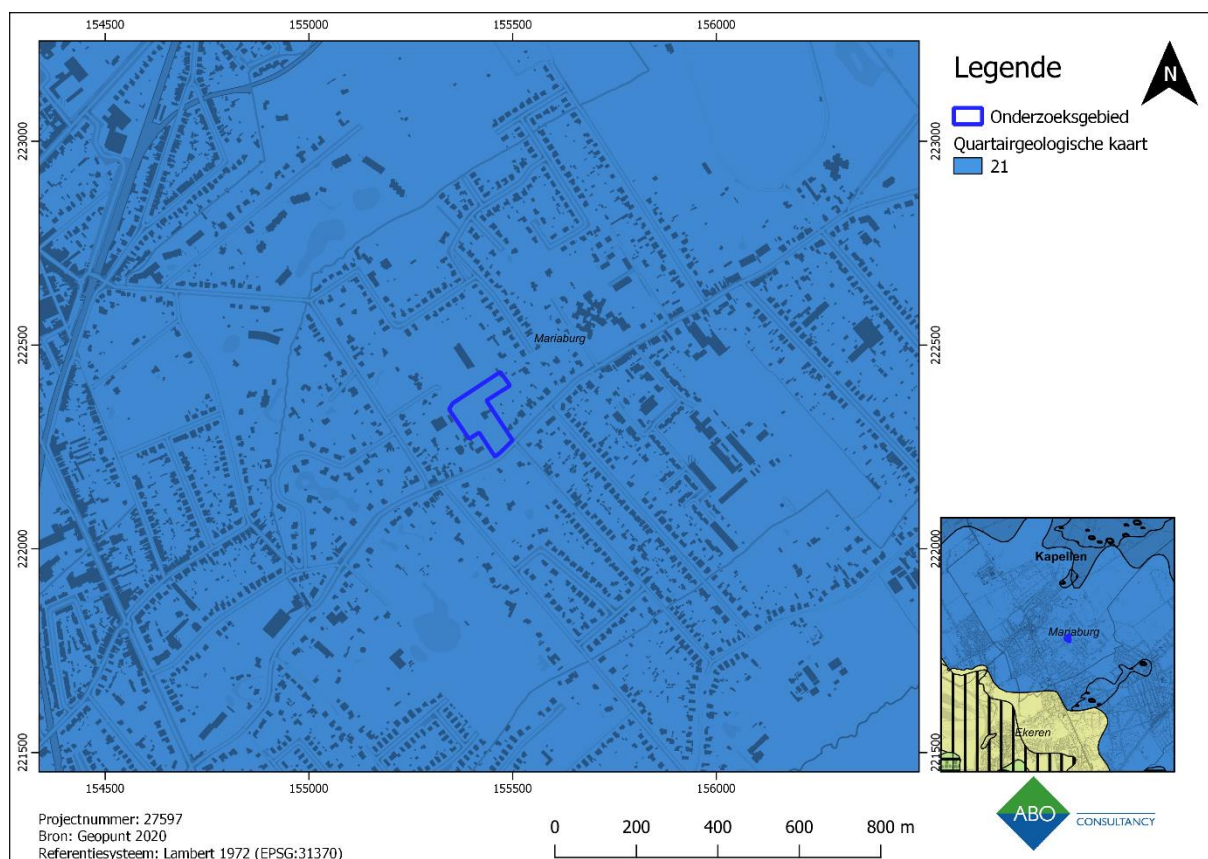 154500 155000 155500 156000
Legende
N
Onderzoeksgebied
Quartairgeologische kaart
21
223000 223000
222500 222500
Mariaburg
222000 222000
221500 221500
154500 155000 155500 156000
Kapellen
Mariaburg
Ekeren
Projectnummer: 27597
Bron: Geopunt 2020
Referentiesysteem: Lambert 1972 (EPSG:31370)
0 200 400 600 800 m
ABO CONSULTANCY